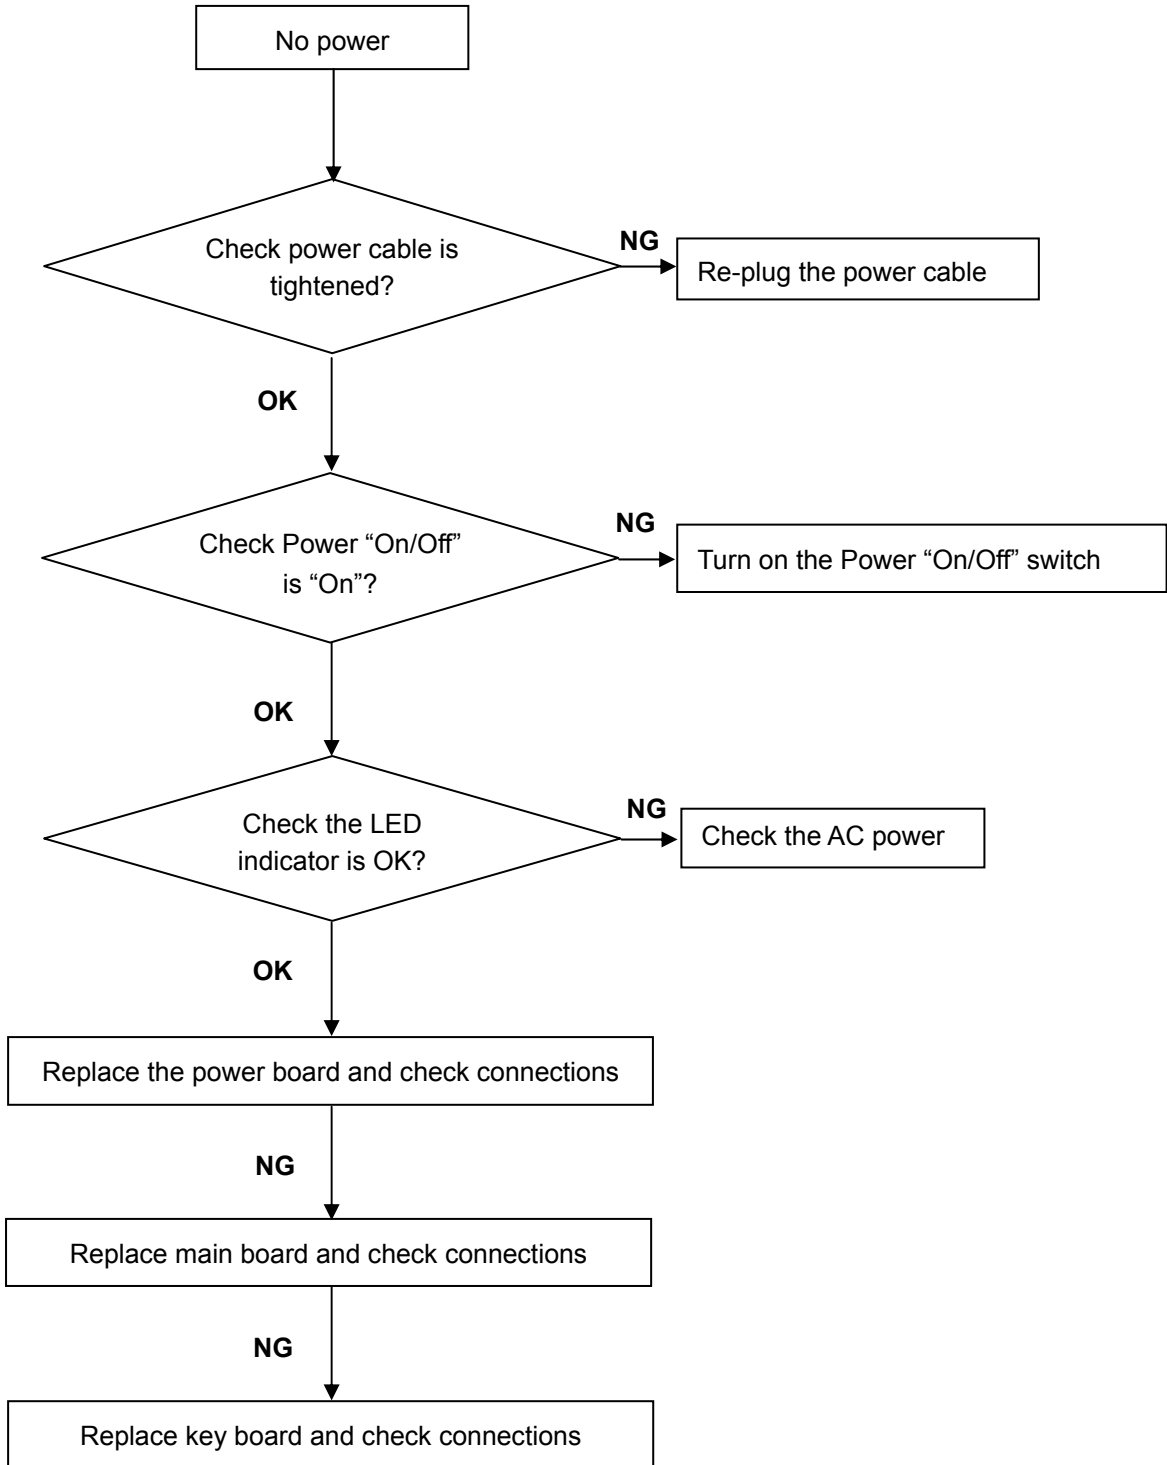 No power
Check power cable is
tightened?
NG
Re-plug the power cable
OK
Check Power “On/Off”
is “On”?
NG
Turn on the Power “On/Off” switch
OK
Check the LED
indicator is OK?
NG
Check the AC power
OK
Replace the power board and check connections
NG
Replace main board and check connections
NG
Replace key board and check connections